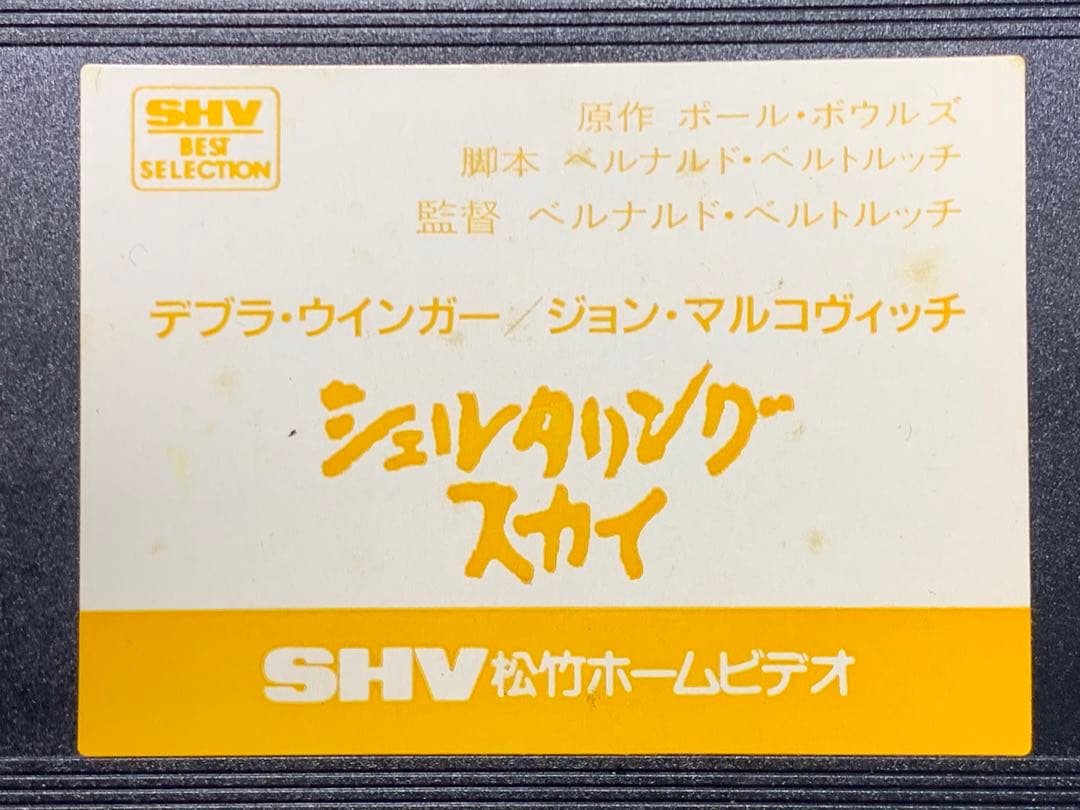 SHV
BEST
SELECTION
原作 ポール・ボウルズ
脚本 ベルナルド・ベルトルッチ
監督 ベルナルド・ベルトルッチ
デブラ・ウインガー／ジョン・マルコヴィッチ
シェルタリング
スカイ
SHV松竹ホームビデオ